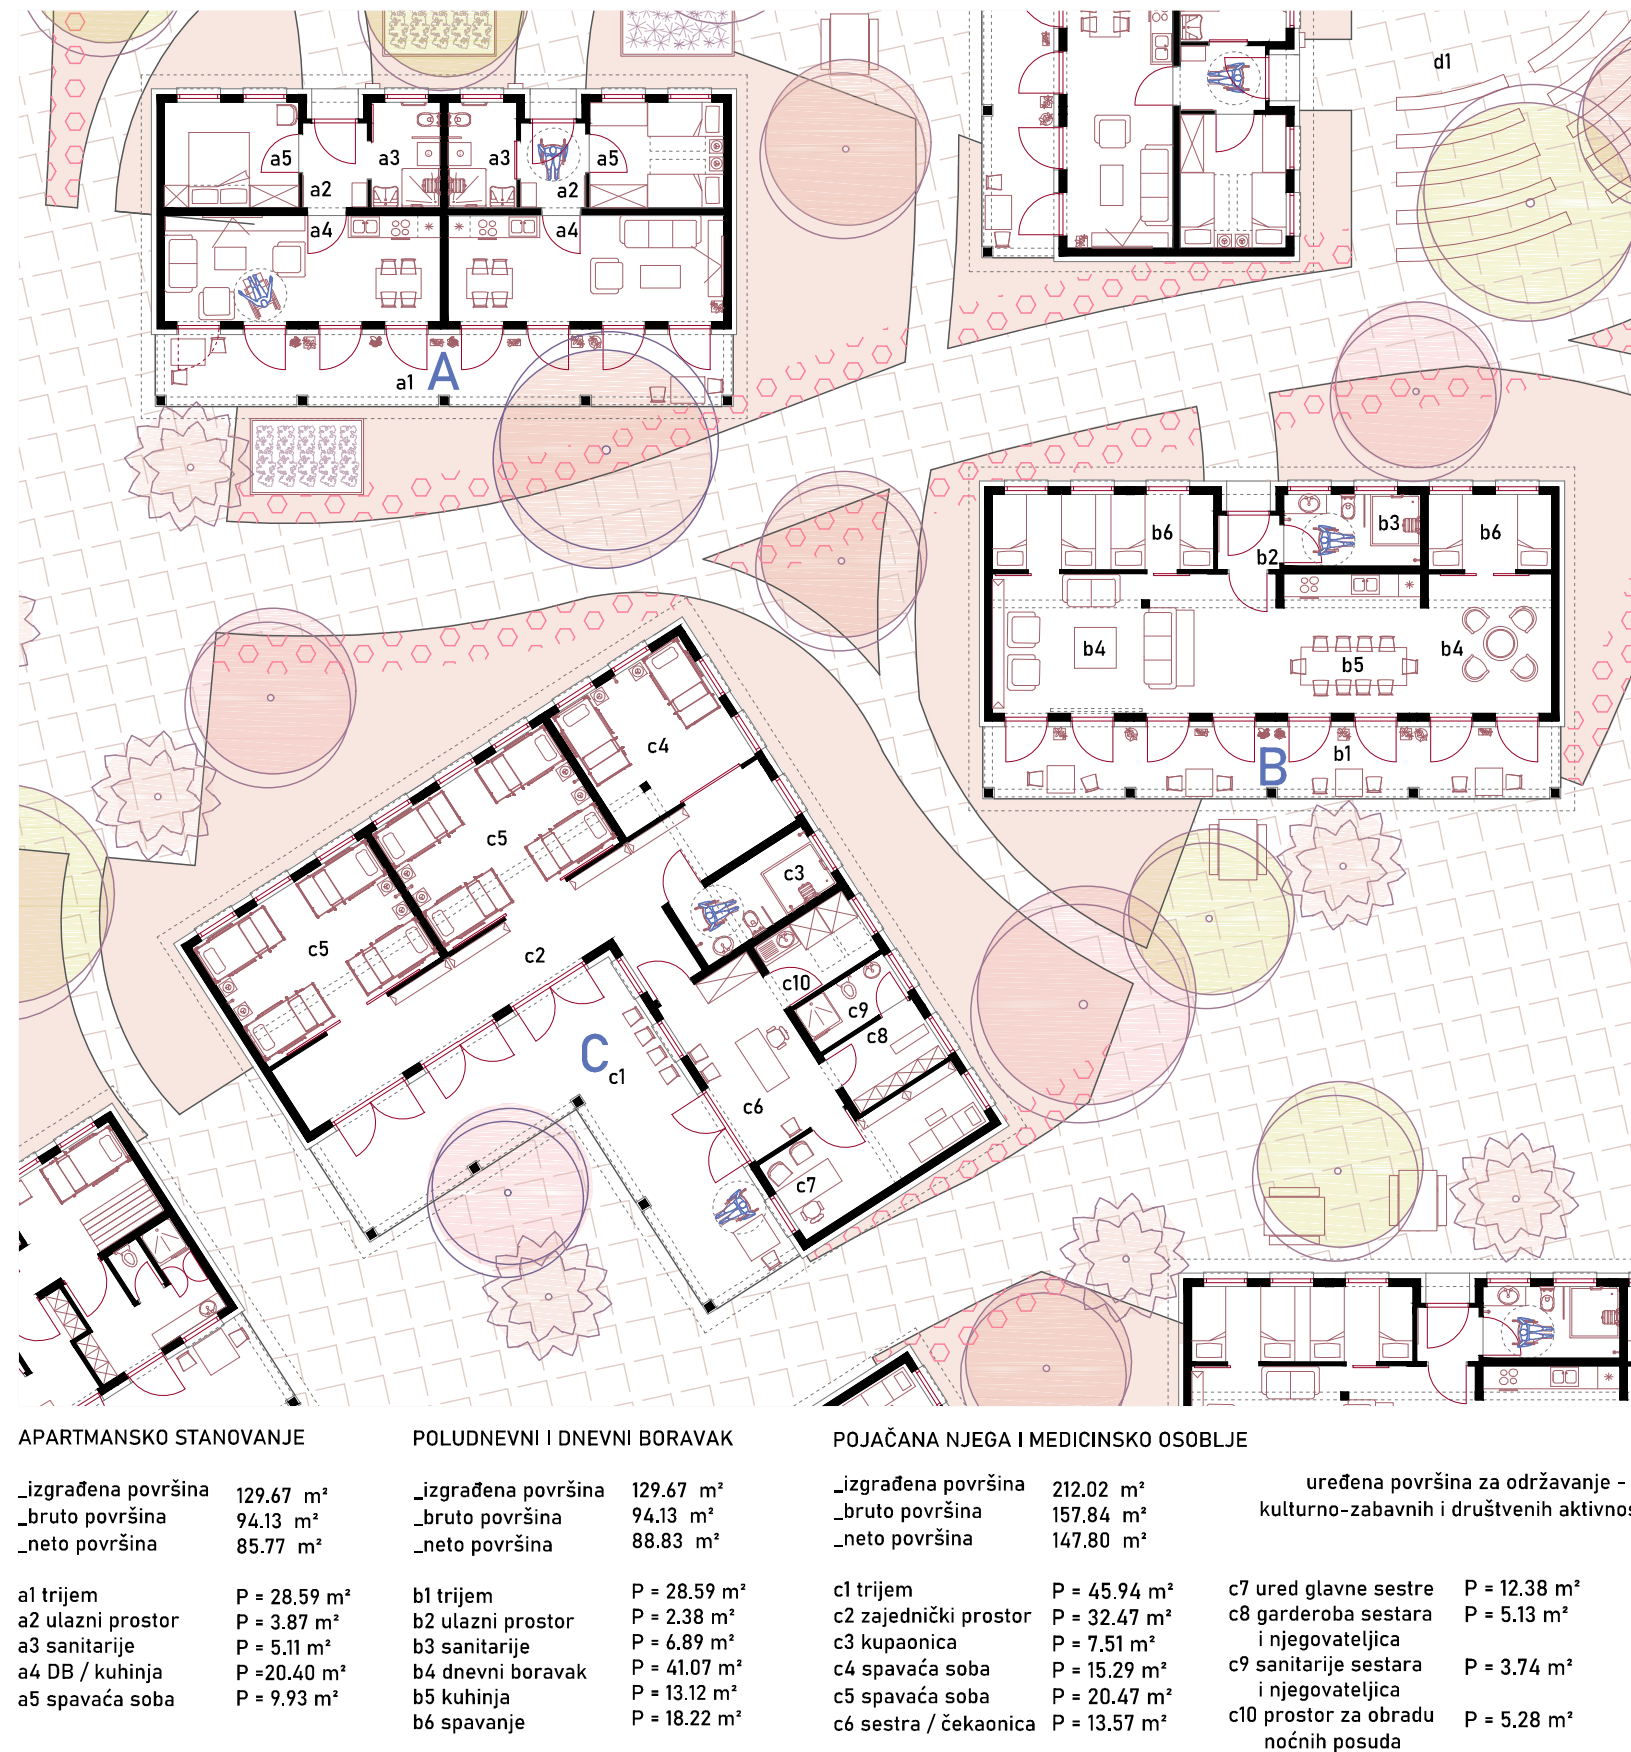 d1
a5
a3
a3
a5
a2
a2
a4
a4
a1
A
b6
b3
b6
b2
b4
b5
b4
b1
B
c4
c5
c3
c5
c2
c10
c9
c8
C
c1
c6
c7
APARTMANSKO STANOVANJE
_izgrađena površina 129.67 m²
_bruto površina 94.13 m²
_neto površina 85.77 m²
a1 trijem P = 28.59 m²
a2 ulazni prostor P = 3.87 m²
a3 sanitarije P = 5.11 m²
a4 DB / kuhinja P =20.40 m²
a5 spavaća soba P = 9.93 m²
POLUDNEVNI I DNEVNI BORAVAK
_izgrađena površina 129.67 m²
_bruto površina 94.13 m²
_neto površina 88.83 m²
b1 trijem P = 28.59 m²
b2 ulazni prostor P = 2.38 m²
b3 sanitarije P = 6.89 m²
b4 dnevni boravak P = 41.07 m²
b5 kuhinja P = 13.12 m²
b6 spavanje P = 18.22 m²
POJAČANA NJEGA I MEDICINSKO OSOBLJE
_izgrađena površina 212.02 m²
_bruto površina 157.84 m²
_neto površina 147.80 m²
c1 trijem P = 45.94 m²
c2 zajednički prostor P = 32.47 m²
c3 kupaonica P = 7.51 m²
c4 spavaća soba P = 15.29 m²
c5 spavaća soba P = 20.47 m²
c6 sestra / čekaonica P = 13.57 m²
uređena površina za održavanje -
kulturno-zabavnih i društvenih aktivnos
c7 ured glavne sestre P = 12.38 m²
c8 garderoba sestara P = 5.13 m²
i njegovateljica
c9 sanitarije sestara P = 3.74 m²
i njegovateljica
c10 prostor za obradu P = 5.28 m²
noćnih posuda